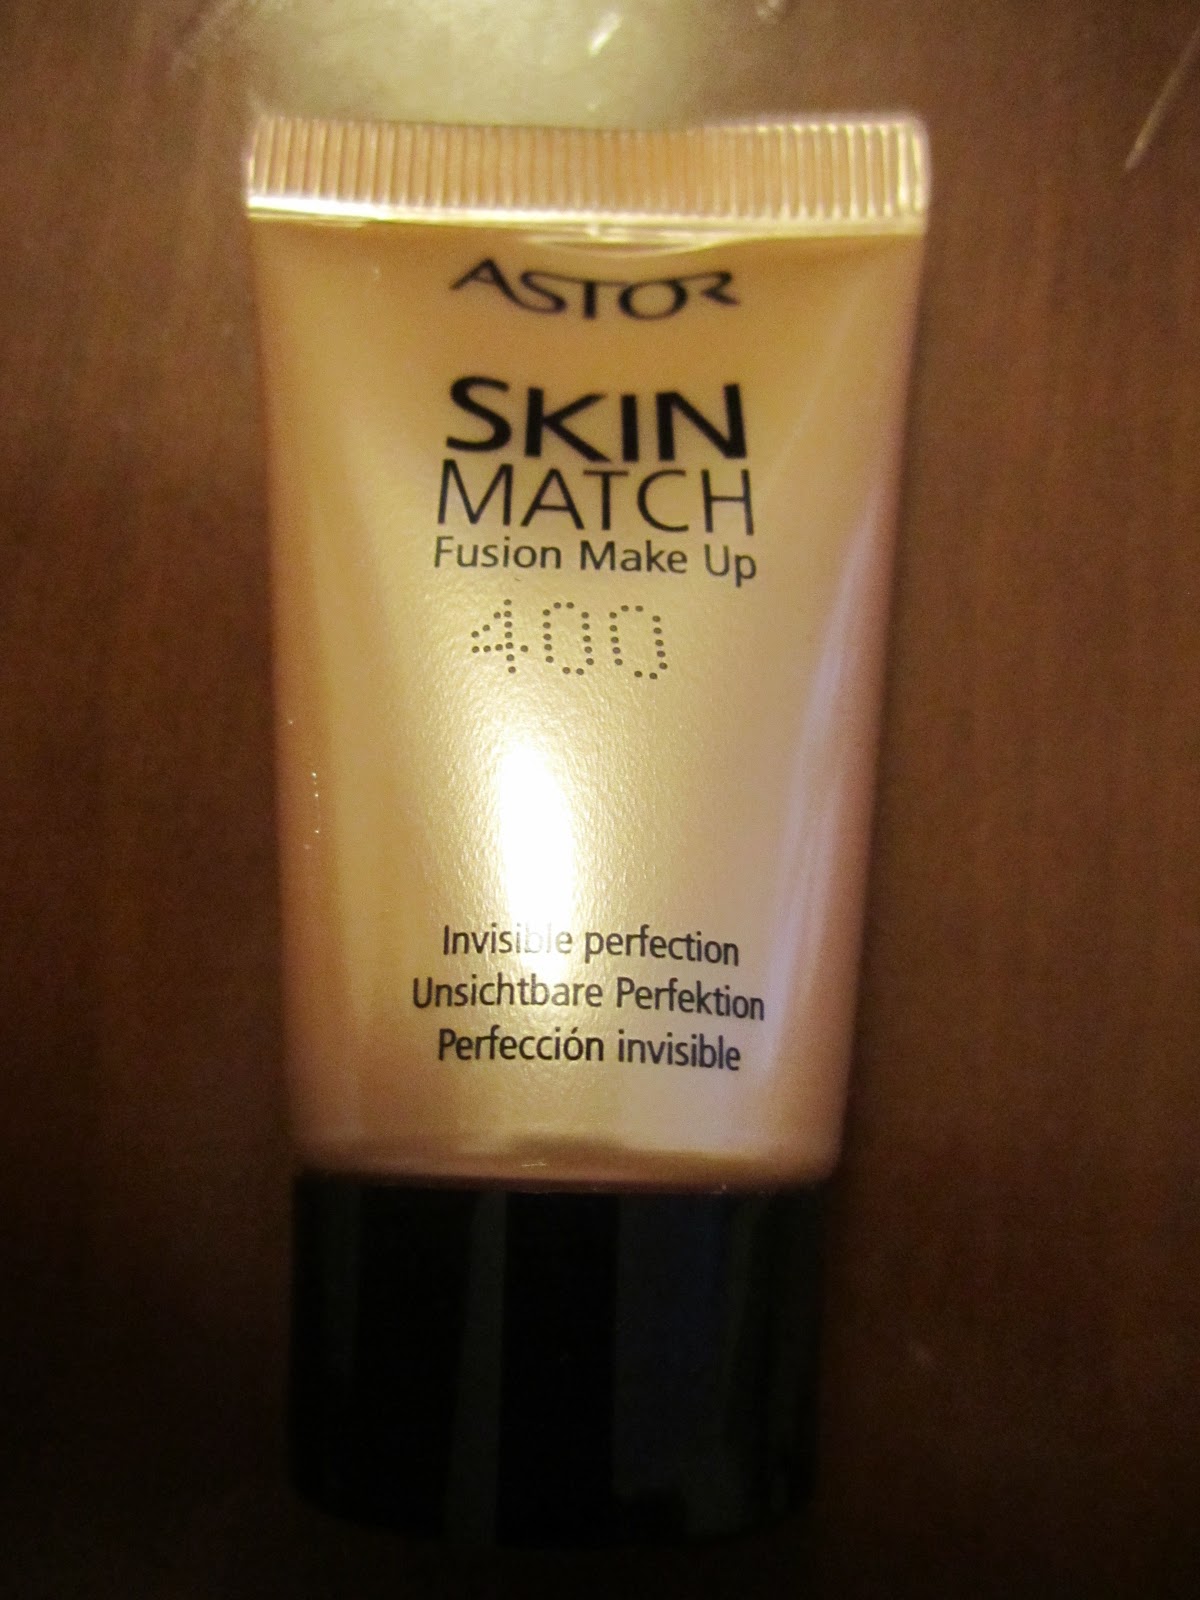 ASTOR
SKIN
MATCH
Fusion Make Up
400
Invisible perfection
Unsichtbare Perfektion
Perfección invisible